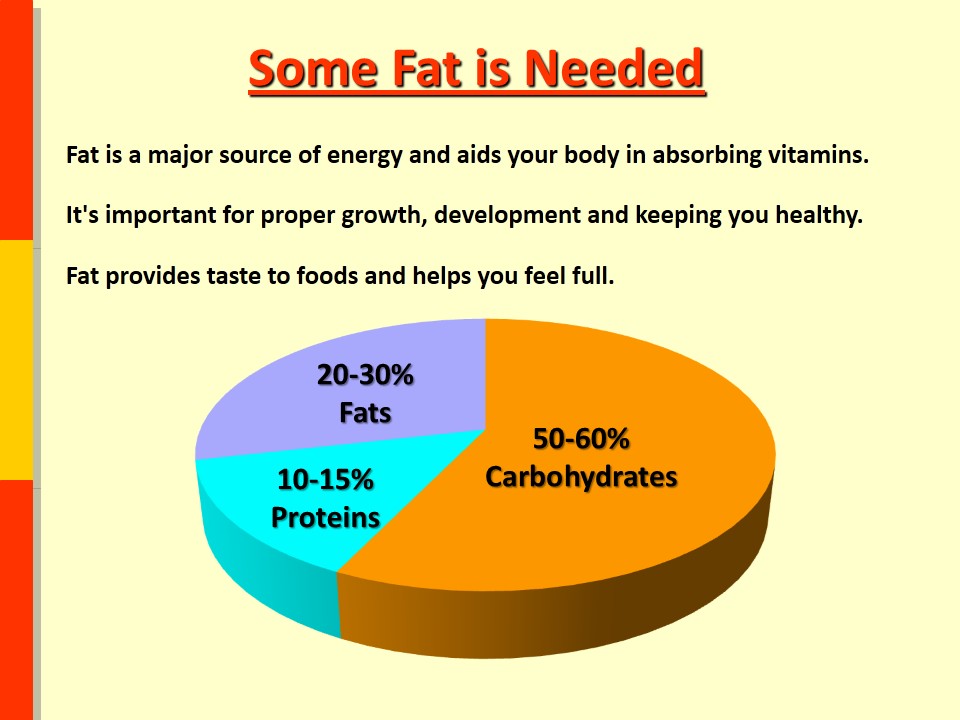 Some Fat is Needed
Fat is a major source of energy and aids your body in absorbing vitamins.
It's important for proper growth, development and keeping you healthy.
Fat provides taste to foods and helps you feel full.
20-30%
Fats
50-60%
Carbohydrates
10-15%
Proteins